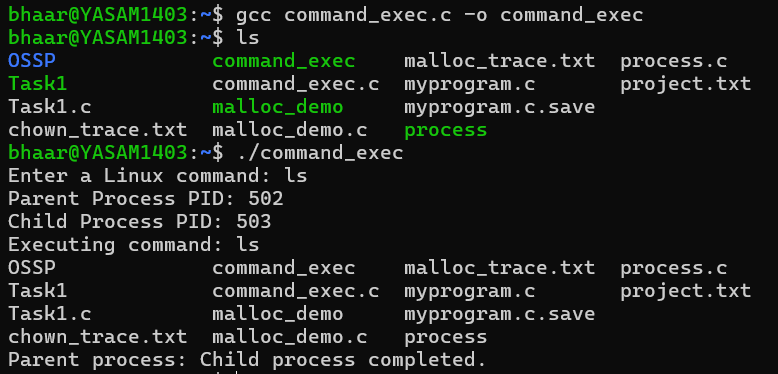 bhaar@YASAM1403:~$ gcc command_exec.c -o command_exec
bhaar@YASAM1403:~$ ls
OSSP command_exec malloc_trace.txt process.c
Task1 command_exec.c myprogram.c project.txt
Task1.c malloc_demo myprogram.c.save
chown_trace.txt malloc_demo.c process
bhaar@YASAM1403:~$ ./command_exec
Enter a Linux command: ls
Parent Process PID: 502
Child Process PID: 503
Executing command: ls
OSSP command_exec malloc_trace.txt process.c
Task1 command_exec.c myprogram.c project.txt
Task1.c malloc_demo myprogram.c.save
chown_trace.txt malloc_demo.c process
Parent process: Child process completed.